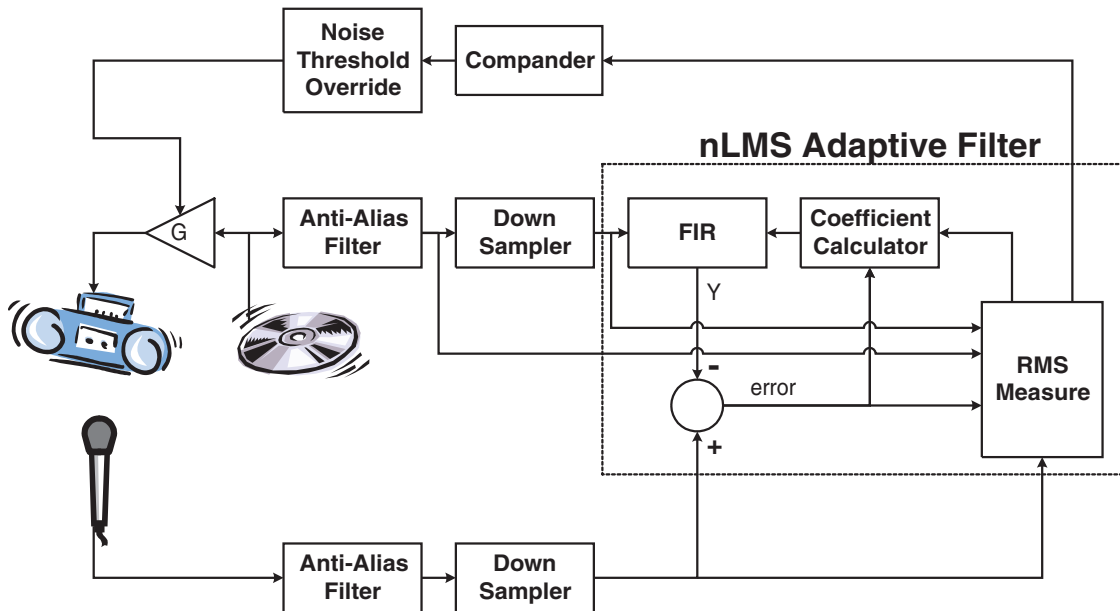 Noise
Threshold
Override
Compander
nLMS Adaptive Filter
G
Anti-Alias
Filter
Down
Sampler
FIR
Coefficient
Calculator
Y
-
error
+
RMS
Measure
Anti-Alias
Filter
Down
Sampler